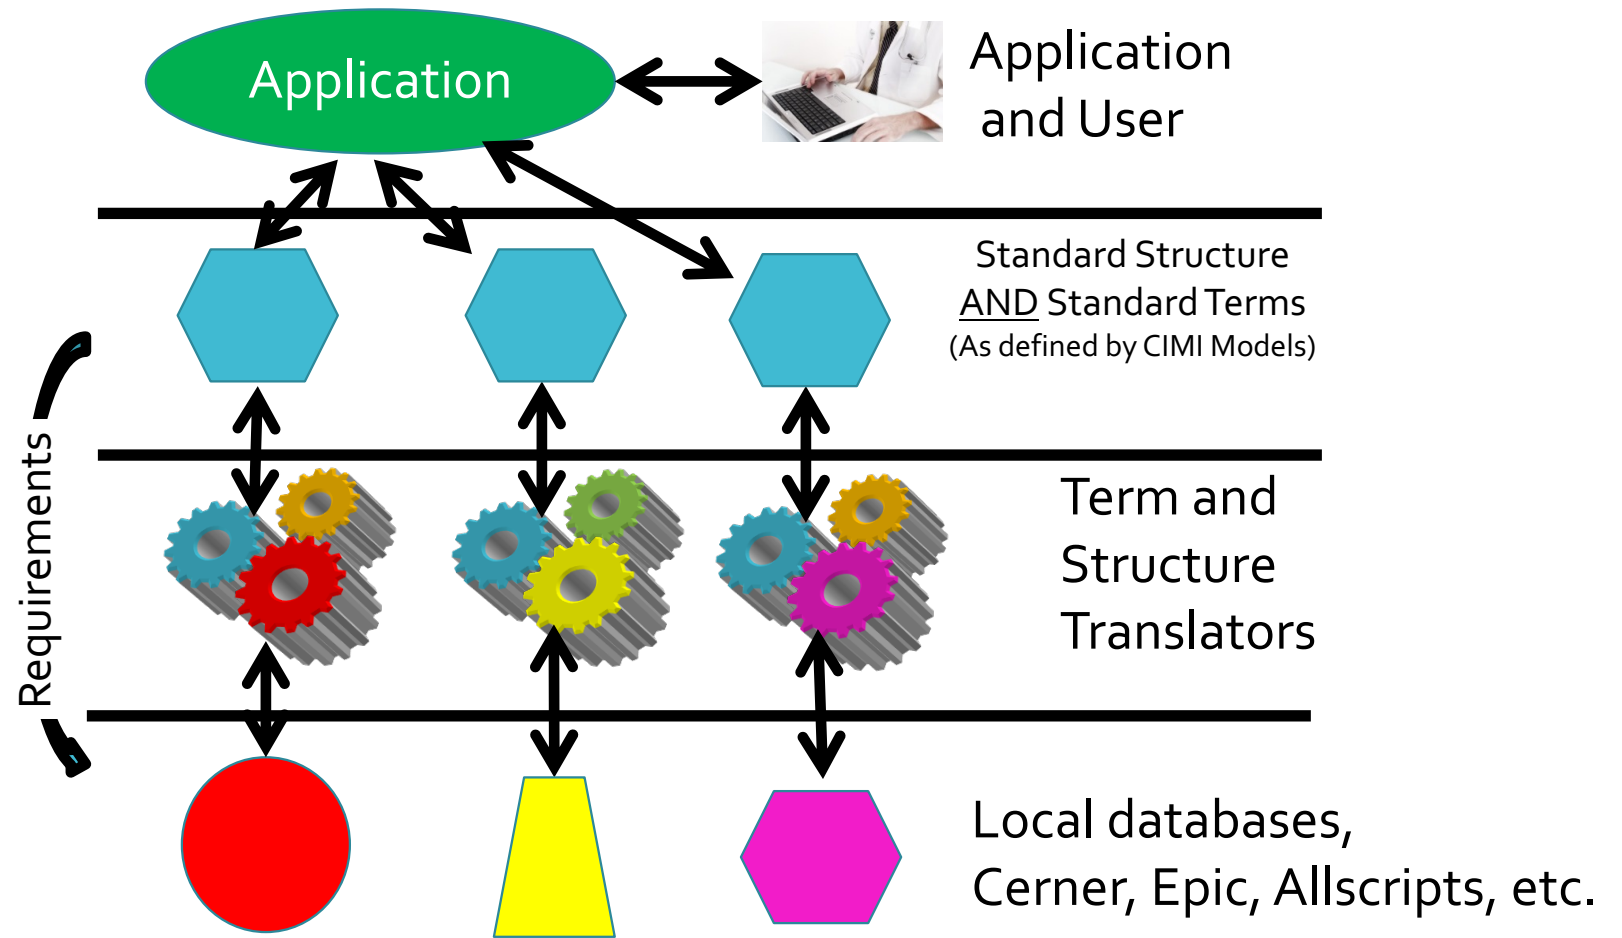 Application
Application
and User
Standard Structure
AND Standard Terms
(As defined by CIMI Models)
Requirements
Term and
Structure
Translators
Local databases,
Cerner, Epic, Allscripts, etc.